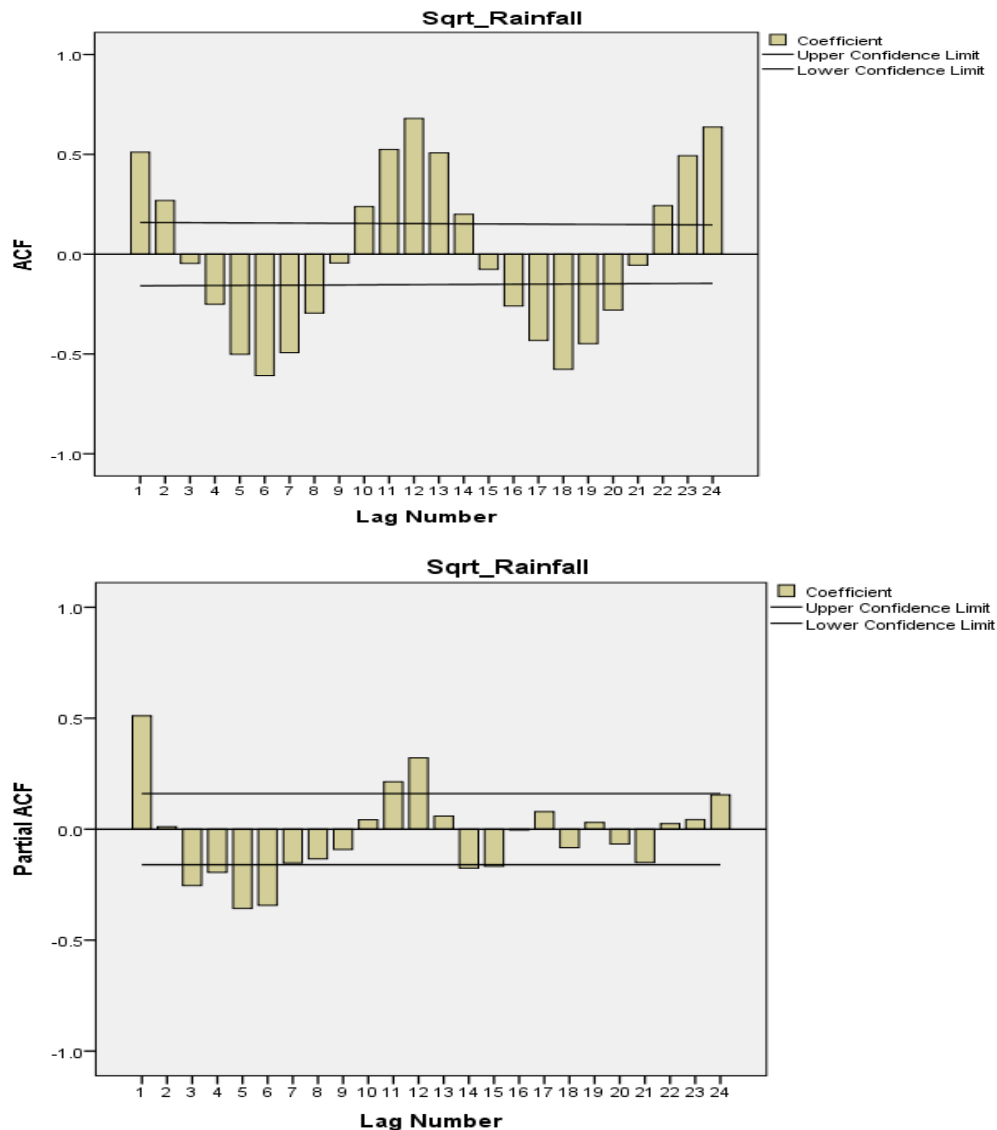 Sqrt_Rainfall
Coefficient
Upper Confidence Limit
Lower Confidence Limit
1.0
0.5
0.0
-0.5
-1.0
ACF
1 2 3 4 5 6 7 8 9 10 11 12 13 14 15 16 17 18 19 20 21 22 23 24
Lag Number
Sqrt_Rainfall
Coefficient
Upper Confidence Limit
Lower Confidence Limit
1.0
0.5
0.0
-0.5
-1.0
Partial ACF
1 2 3 4 5 6 7 8 9 10 11 12 13 14 15 16 17 18 19 20 21 22 23 24
Lag Number